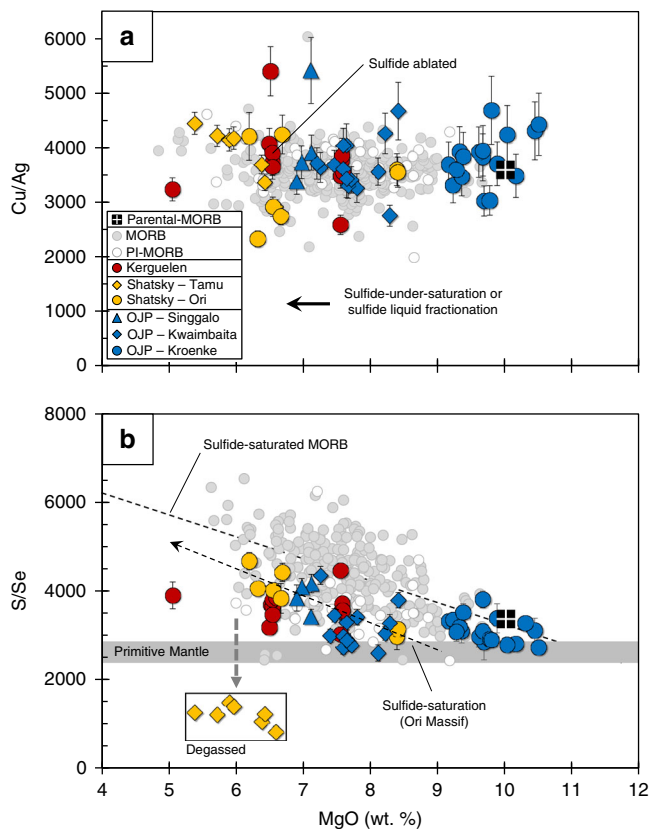 a
6000
5000
4000
3000
2000
1000
0
Cu/Ag
Sulfide ablated
Parental-MORB
MORB
PI-MORB
Kerguelen
Shatsky – Tamu
Shatsky – Ori
OJP – Singgalo
OJP – Kwaimbaita
OJP – Kroenke
Sulfide-under-saturation or
sulfide liquid fractionation
b
8000
6000
4000
2000
0
S/Se
Sulfide-saturated MORB
Primitive Mantle
Sulfide-saturation
(Ori Massif)
Degassed
4 5 6 7 8 9 10 11 12
MgO (wt. %)